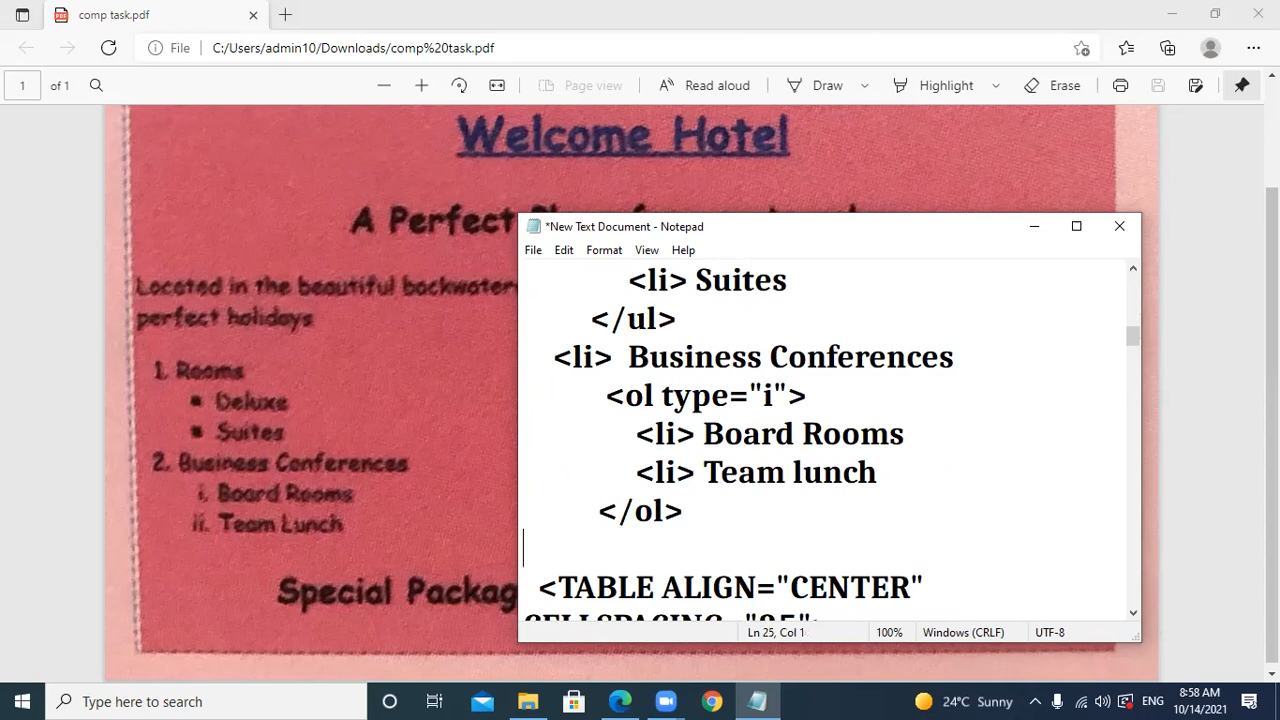 comp task.pdf
File C:/Users/admin10/Downloads/comp%20task.pdf
1 of 1 Page view Read aloud Draw Highlight Erase
Welcome Hotel
A Perfect
Located in the beautiful backwater
perfect holidays
1. Rooms
Deluxe
Suites
2. Business Conferences
i. Board Rooms
ii. Team Lunch
Special Packag
*New Text Document - Notepad
File Edit Format View Help
<li> Suites
</ul>
<li> Business Conferences
<ol type="i">
<li> Board Rooms
<li> Team lunch
</ol>
<TABLE ALIGN="CENTER"
Ln 25, Col 1 100% Windows (CRLF) UTF-8
Type here to search
24°C Sunny ENG
8:58 AM
10/14/2021